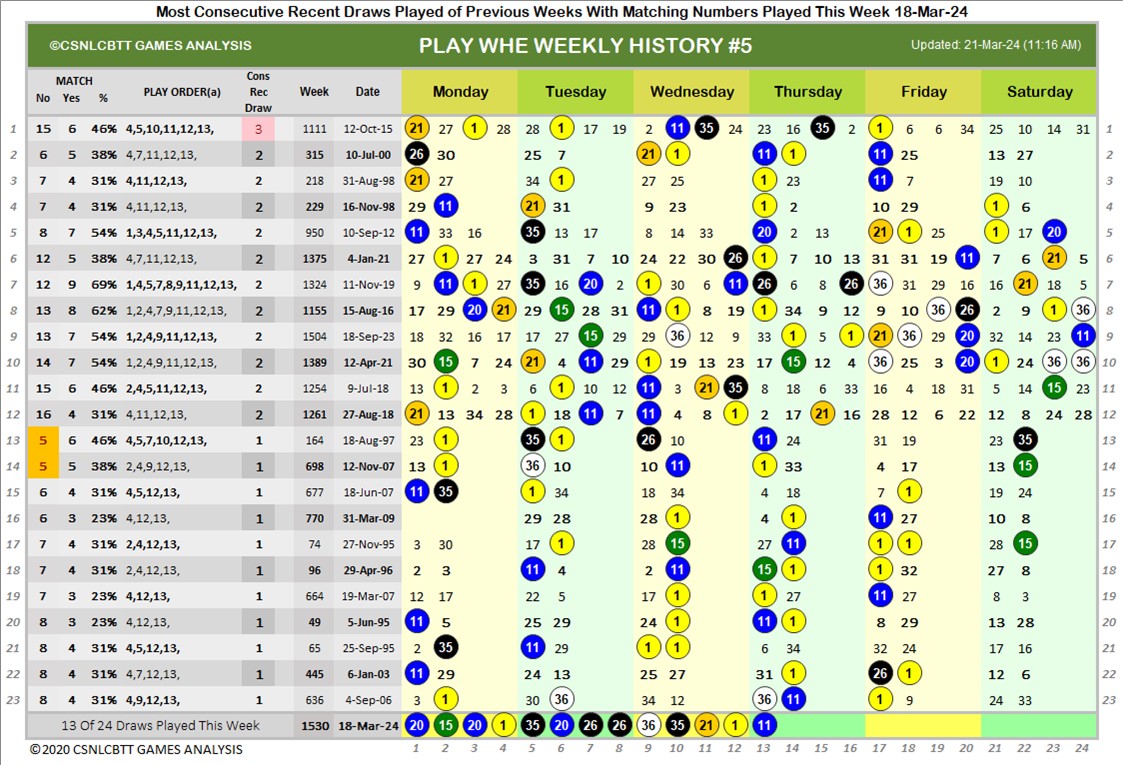 Most Consecutive Recent Draws Played of Previous Weeks With Matching Numbers Played This Week 18-Mar-24
©CSNLCBTT GAMES ANALYSIS PLAY WHE WEEKLY HISTORY #5 Updated: 21-Mar-24 (11:16 AM)
MATCH Cons
No Yes % PLAY ORDER(a) Rec Week Date Monday Tuesday Wednesday Thursday Friday Saturday
Draw
1 15 6 46% 4,5,10,11,12,13, 3 1111 12-Oct-15 21 27 1 28 28 1 17 19 2 11 35 24 23 16 35 2 1 6 6 34 25 10 14 31 1
2 6 5 38% 4,7,11,12,13, 2 315 10-Jul-00 26 30 25 7 21 1 11 1 11 25 13 27 2
3 7 4 31% 4,11,12,13, 2 218 31-Aug-98 21 27 34 1 27 25 1 23 11 7 19 10 3
4 7 4 31% 4,11,12,13, 2 229 16-Nov-98 29 11 21 31 9 23 1 2 10 29 1 6 4
5 8 7 54% 1,3,4,5,11,12,13, 2 950 10-Sep-12 11 33 16 35 13 17 8 14 33 20 2 13 21 1 25 1 17 20 5
6 12 5 38% 4,7,11,12,13, 2 1375 4-Jan-21 27 1 27 24 3 31 7 10 24 22 30 26 1 7 10 13 31 31 19 11 7 6 21 5 6
7 12 9 69% 1,4,5,7,8,9,11,12,13, 2 1324 11-Nov-19 9 11 1 27 35 16 20 2 1 30 6 11 26 6 8 26 36 31 29 16 16 21 18 5 7
8 13 8 62% 1,2,4,7,9,11,12,13, 2 1155 15-Aug-16 17 29 20 21 29 15 28 31 11 1 8 19 1 34 9 12 9 10 36 26 2 9 1 36 8
9 13 7 54% 1,2,4,9,11,12,13, 2 1504 18-Sep-23 18 32 16 17 17 27 15 29 29 36 12 9 33 1 5 1 21 36 29 20 32 14 23 11 9
10 14 7 54% 1,2,4,9,11,12,13, 2 1389 12-Apr-21 30 15 7 24 21 4 11 29 1 19 13 23 17 15 12 4 36 25 3 20 1 24 36 36 10
11 15 6 46% 2,4,5,11,12,13, 2 1254 9-Jul-18 13 1 2 3 6 1 10 12 11 3 21 35 8 18 6 33 16 4 18 31 5 14 15 23 11
12 16 4 31% 4,11,12,13, 2 1261 27-Aug-18 21 13 34 28 1 18 11 7 11 4 8 1 2 17 21 16 28 12 6 22 12 8 24 28 12
13 5 6 46% 4,5,7,10,12,13, 1 164 18-Aug-97 23 1 35 1 26 10 11 24 31 19 23 35 13
14 5 5 38% 2,4,9,12,13, 1 698 12-Nov-07 13 1 36 10 10 11 1 33 4 17 13 15 14
15 6 4 31% 4,5,12,13, 1 677 18-Jun-07 11 35 1 34 18 34 4 18 7 1 19 24 15
16 6 3 23% 4,12,13, 1 770 31-Mar-09 29 28 28 1 4 1 11 27 10 8 16
17 7 4 31% 2,4,12,13, 1 74 27-Nov-95 3 30 17 1 28 15 27 11 1 1 28 15 17
18 7 4 31% 2,4,12,13, 1 96 29-Apr-96 2 3 11 4 2 11 15 1 1 32 27 8 18
19 7 3 23% 4,12,13, 1 664 19-Mar-07 12 17 22 5 17 1 1 27 11 27 8 3 19
20 8 3 23% 4,12,13, 1 49 5-Jun-95 11 5 25 29 24 1 11 1 8 29 13 28 20
21 8 4 31% 4,5,12,13, 1 65 25-Sep-95 2 35 11 29 1 1 6 34 32 24 17 16 21
22 8 4 31% 4,7,12,13, 1 445 6-Jan-03 11 29 24 13 25 27 31 1 26 1 12 6 22
23 8 4 31% 4,9,12,13, 1 636 4-Sep-06 3 1 30 36 34 12 36 11 1 9 24 33 23
13 Of 24 Draws Played This Week 1530 18-Mar-24 20 15 20 1 35 20 26 26 36 35 21 1 11
© 2020 CSNLCBTT GAMES ANALYSIS 1 2 3 4 5 6 7 8 9 10 11 12 13 14 15 16 17 18 19 20 21 22 23 24